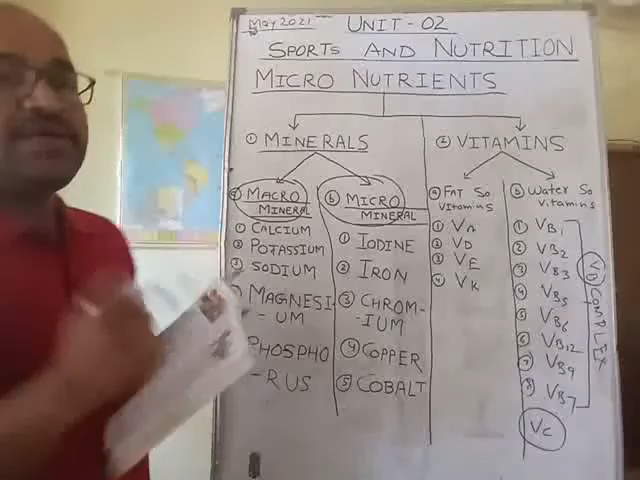 May 2021
UNIT-02
SPORTS AND NUTRITION
MICRO NUTRIENTS
① MINERALS
② VITAMINS
ⓐ MACRO
MINERAL
① CALCIUM
② POTASSIUM
③ SODIUM
MAGNESI
-UM
PHOSPHO
-RUS
ⓑ MICRO
MINERAL
① IODINE
② IRON
③ CHROM-
-IUM
④ COPPER
⑤ COBALT
ⓐ FAT So
Vitamins
① VA
② VD
③ VE
④ VK
ⓑ Water So
Vitamins
① VB1
② VB2
③ VB3
④ VB5
⑤ VB6
⑥ VB12
⑦ VB9
⑧ VB7
VB COMPLEX
VC